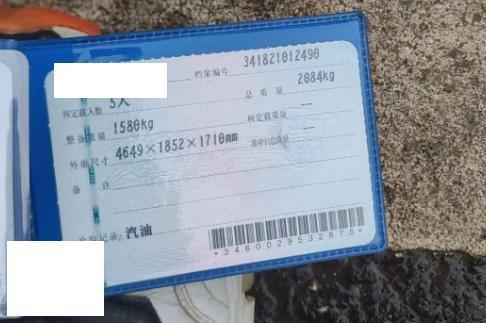 档案编号 341821012490
核定载人数 5人 总质量 2084kg
整备质量 1580kg 核定载质量 --
外廓尺寸 4649×1852×1710mm 准牵引总质量 --
备注
检验记录 汽油
*3460029532875*